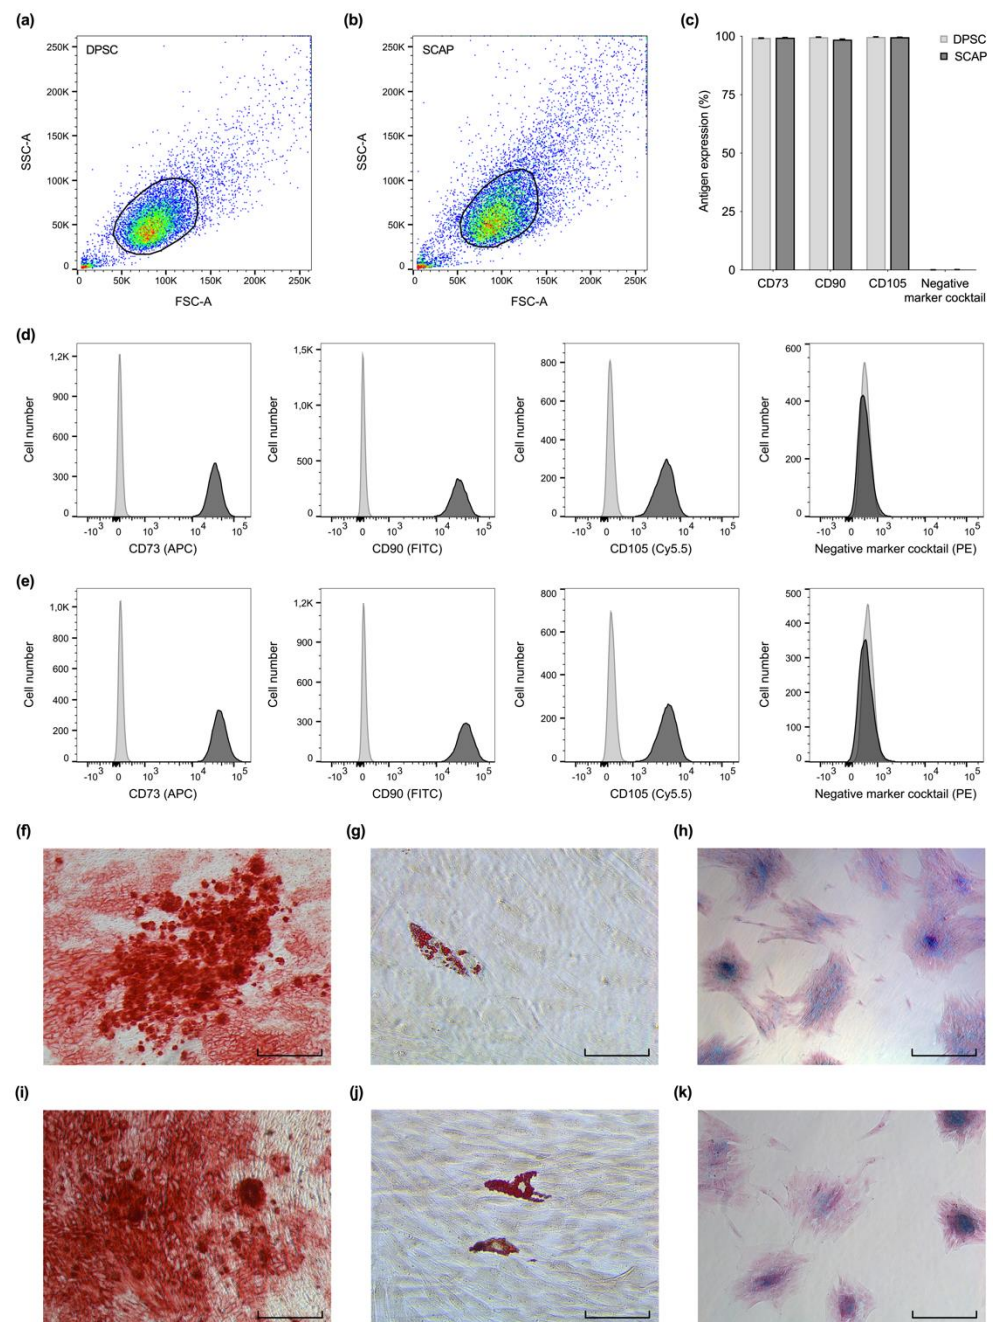 (a)
DPSC
250K
200K
150K
100K
50K
0
SSC-A
0 50K 100K 150K 200K 250K
FSC-A
(b)
SCAP
250K
200K
150K
100K
50K
0
SSC-A
0 50K 100K 150K 200K 250K
FSC-A
(c)
100
75
50
25
0
Antigen expression (%)
DPSC
SCAP
CD73 CD90 CD105 Negative
marker cocktail
(d)
1,2K
900
600
300
0
Cell number
-10³ 0 10³ 10⁴ 10⁵
CD73 (APC)
1,5K
1,0K
500
0
Cell number
-10³ 0 10³ 10⁴ 10⁵
CD90 (FITC)
800
600
400
200
0
Cell number
-10³ 0 10³ 10⁴ 10⁵
CD105 (Cy5.5)
600
400
200
0
Cell number
-10³ 0 10³ 10⁴ 10⁵
Negative marker cocktail (PE)
(e)
1,0K
800
600
400
200
0
Cell number
-10³ 0 10³ 10⁴ 10⁵
CD73 (APC)
1,2K
900
600
300
0
Cell number
-10³ 0 10³ 10⁴ 10⁵
CD90 (FITC)
800
600
400
200
0
Cell number
-10³ 0 10³ 10⁴ 10⁵
CD105 (Cy5.5)
500
400
300
200
100
0
Cell number
-10³ 0 10³ 10⁴ 10⁵
Negative marker cocktail (PE)
(f)
(g)
(h)
(i)
(j)
(k)